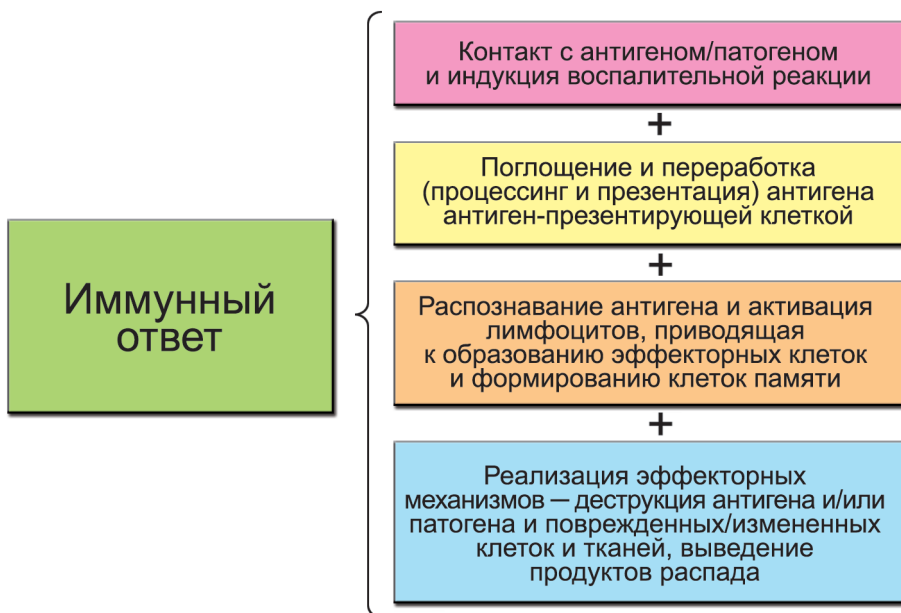 Иммунный
ответ
Контакт с антигеном/патогеном
и индукция воспалительной реакции
+
Поглощение и переработка
(процессинг и презентация) антигена
антиген-презентирующей клеткой
+
Распознавание антигена и активация
лимфоцитов, приводящая
к образованию эффекторных клеток
и формированию клеток памяти
+
Реализация эффекторных
механизмов — деструкция антигена и/или
патогена и поврежденных/измененных
клеток и тканей, выведение
продуктов распада